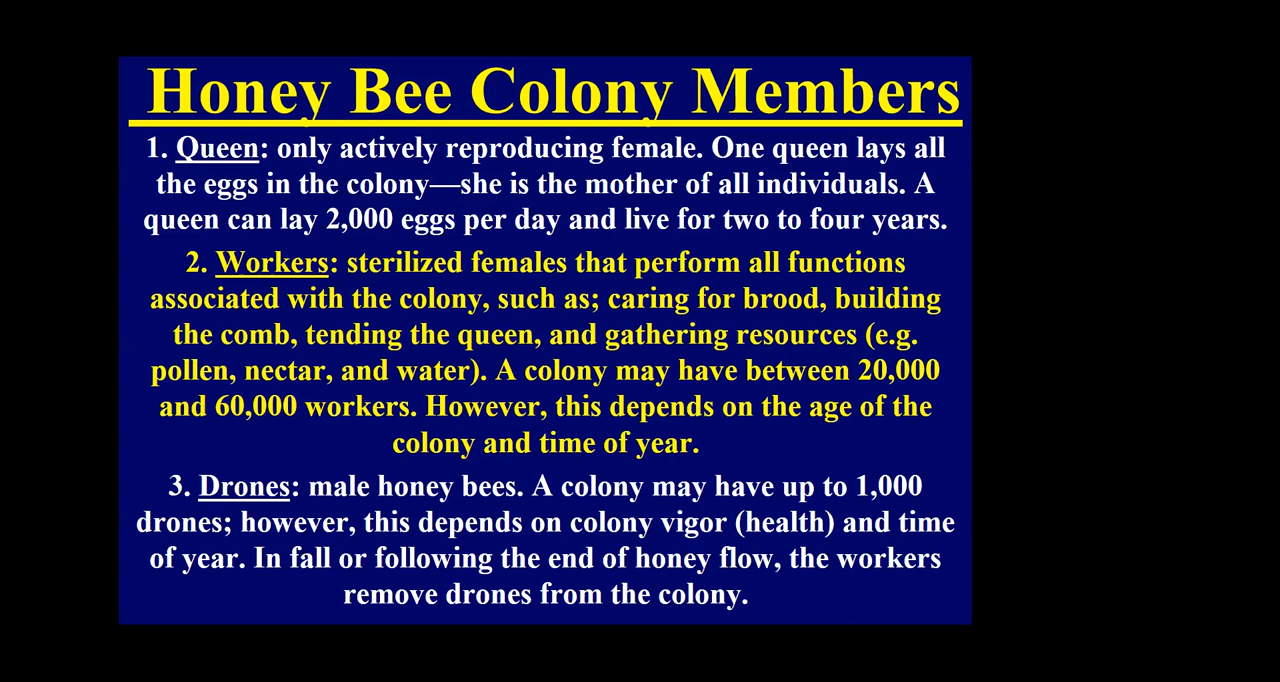 Honey Bee Colony Members
1. Queen: only actively reproducing female. One queen lays all
the eggs in the colony—she is the mother of all individuals. A
queen can lay 2,000 eggs per day and live for two to four years.
2. Workers: sterilized females that perform all functions
associated with the colony, such as; caring for brood, building
the comb, tending the queen, and gathering resources (e.g.
pollen, nectar, and water). A colony may have between 20,000
and 60,000 workers. However, this depends on the age of the
colony and time of year.
3. Drones: male honey bees. A colony may have up to 1,000
drones; however, this depends on colony vigor (health) and time
of year. In fall or following the end of honey flow, the workers
remove drones from the colony.